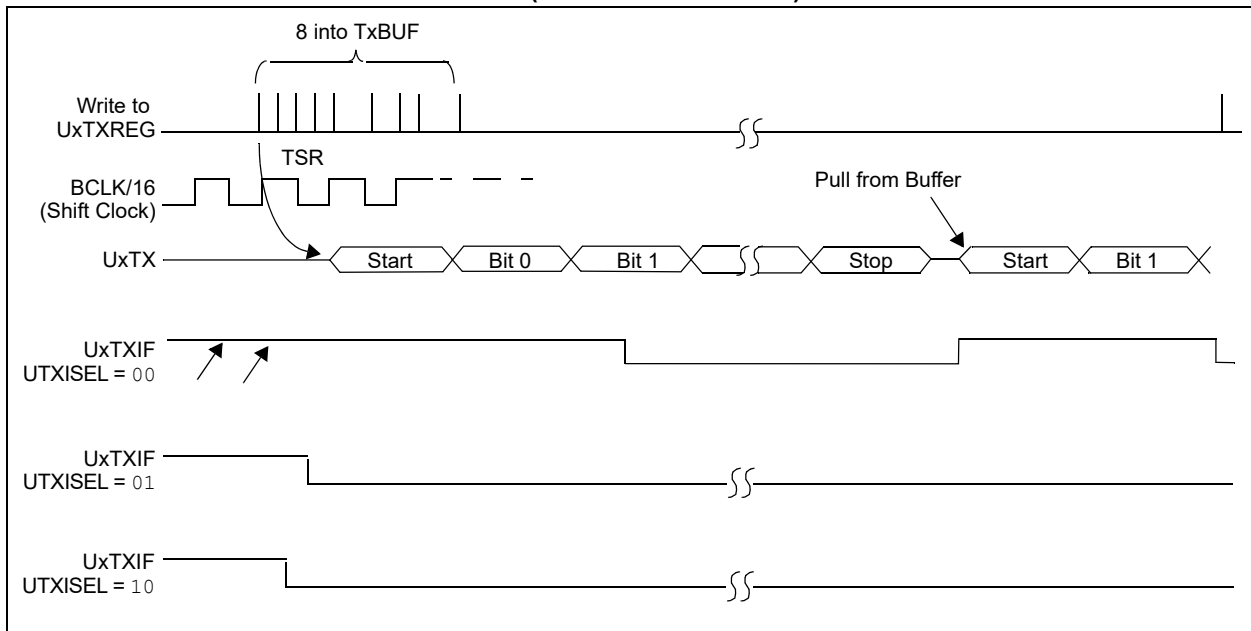 8 into TxBUF
Write to
UxTXREG
TSR
BCLK/16
(Shift Clock)
Pull from Buffer
UxTX
Start
Bit 0
Bit 1
Stop
Start
Bit 1
UxTXIF
UTXISEL = 00
UxTXIF
UTXISEL = 01
UxTXIF
UTXISEL = 10